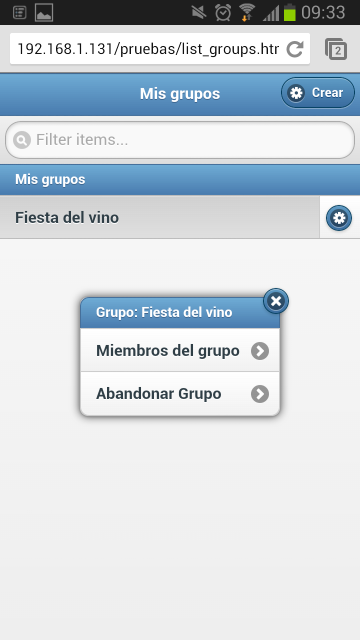 09:33
192.168.1.131/pruebas/list_groups.htr
2
Mis grupos
Crear
Filter items...
Mis grupos
Fiesta del vino
Grupo: Fiesta del vino
Miembros del grupo
Abandonar Grupo